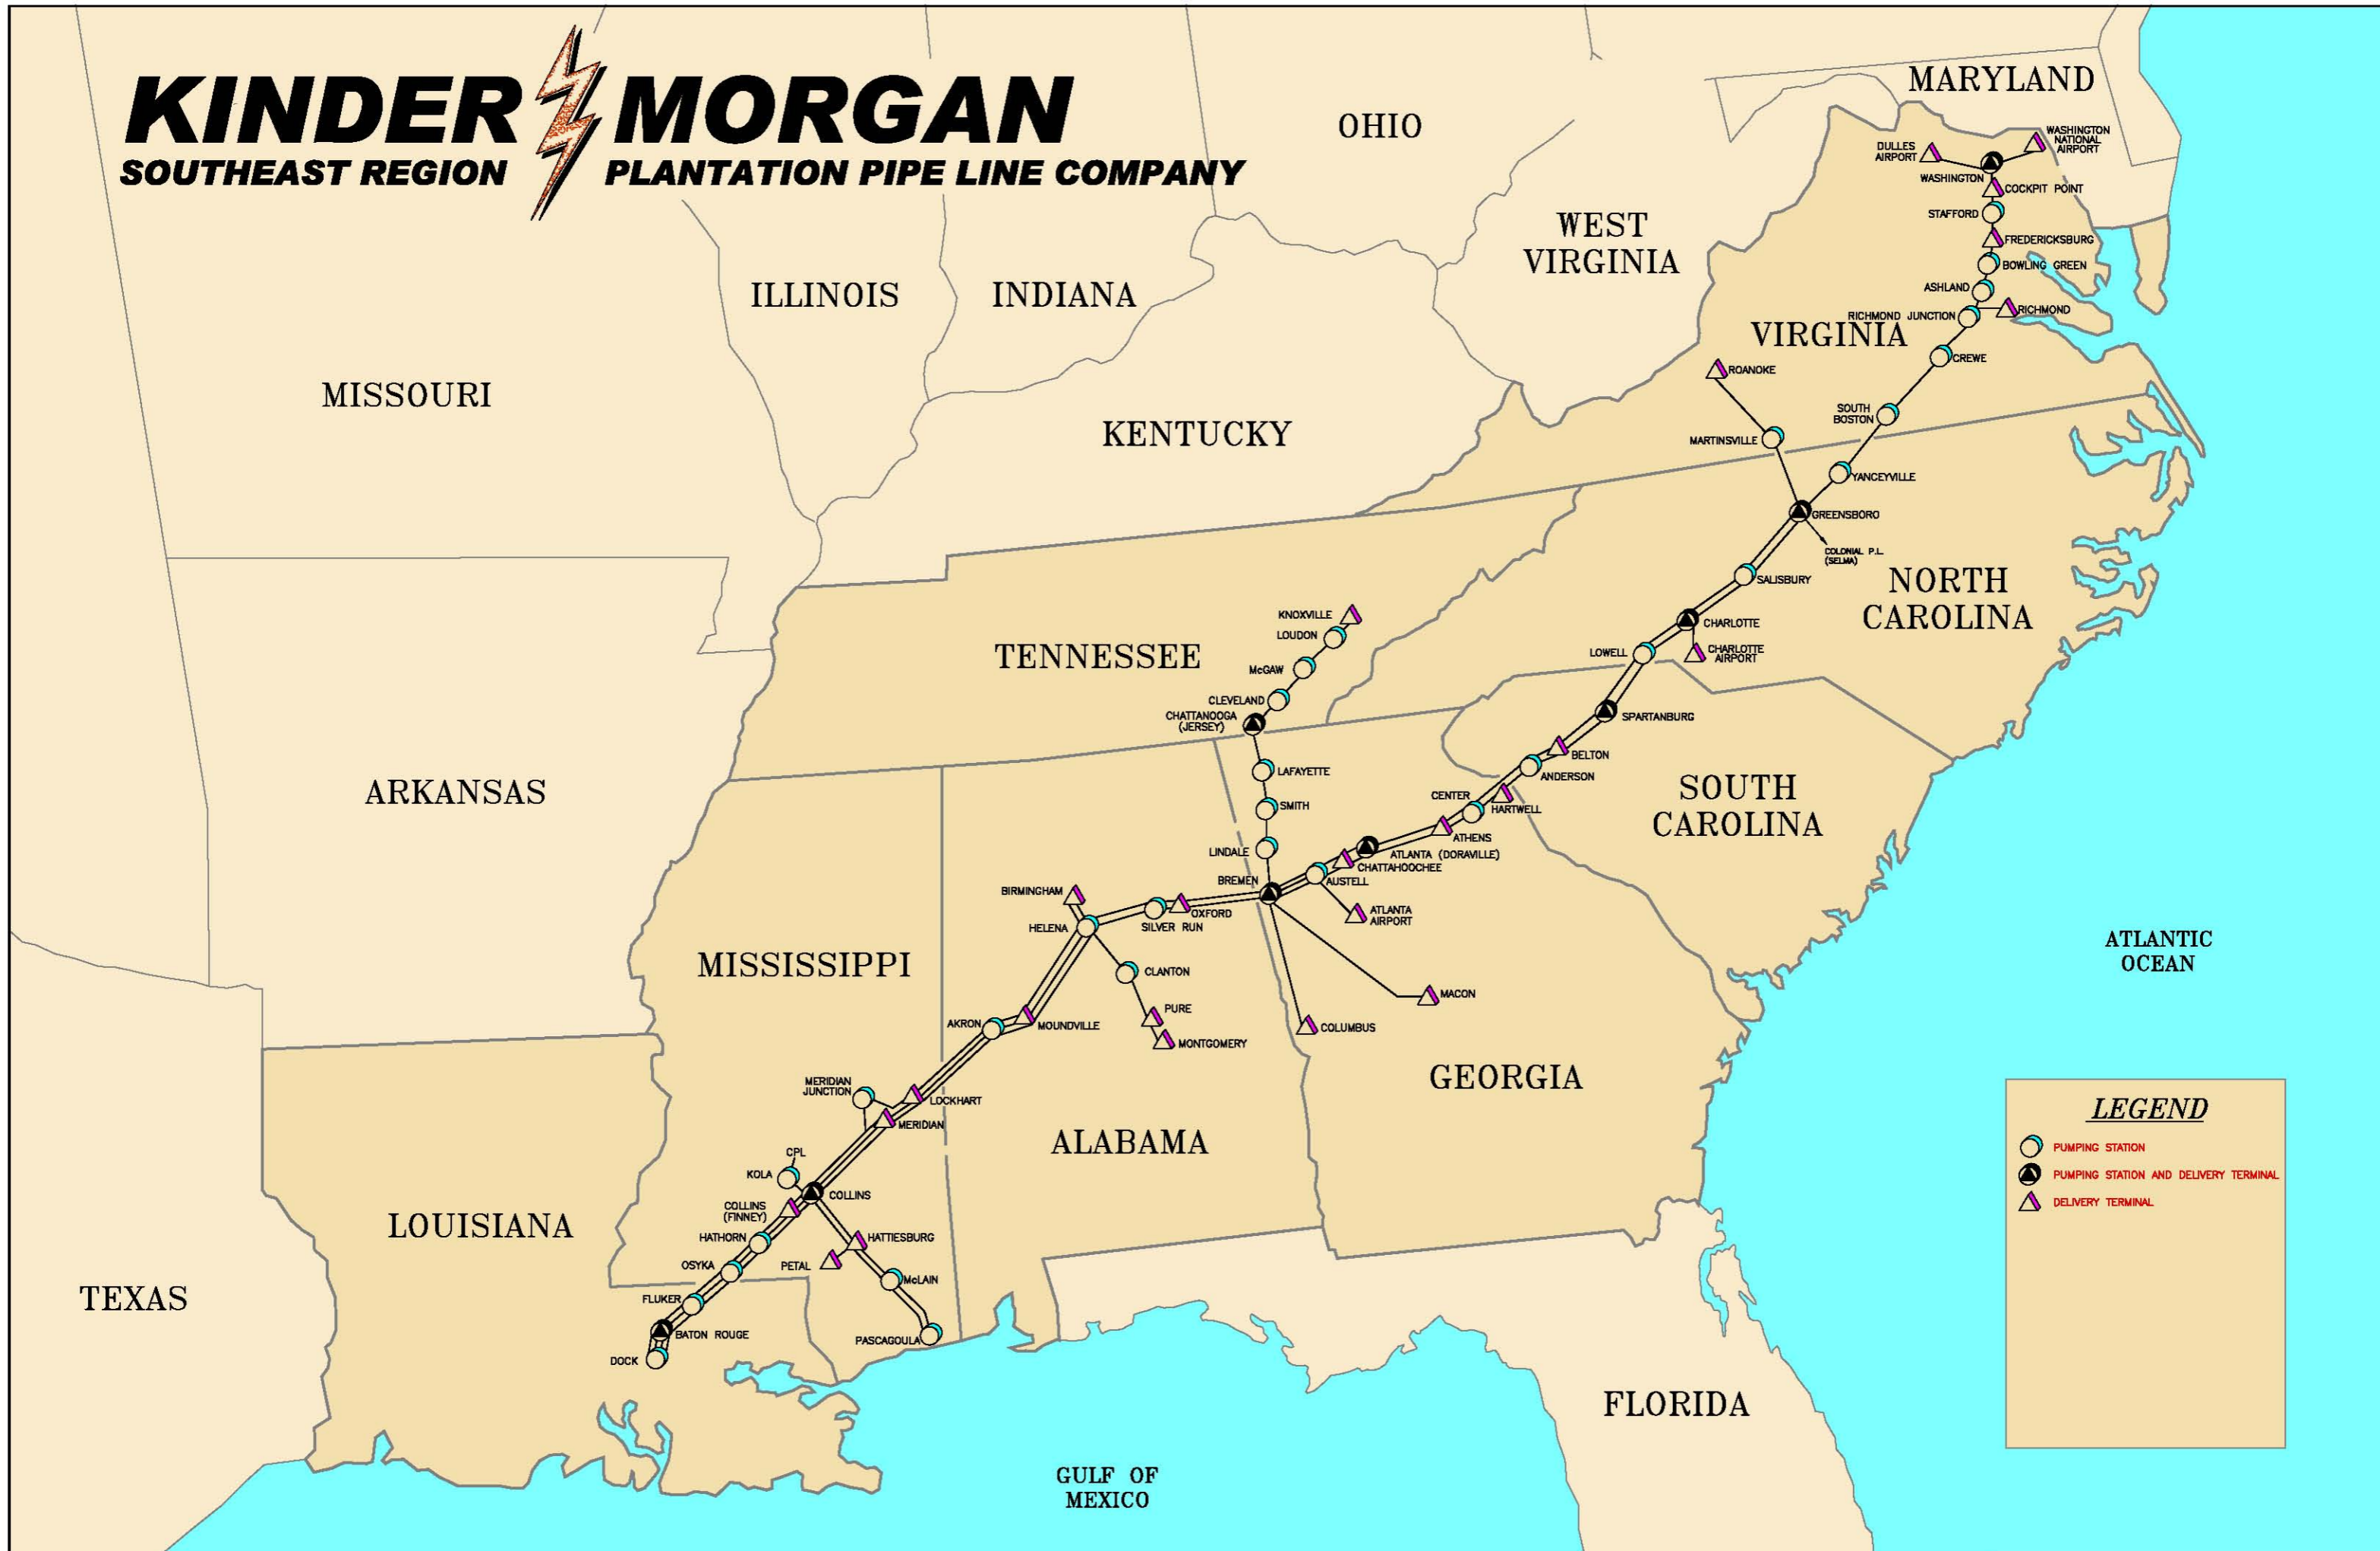 KINDER MORGAN
SOUTHEAST REGION PLANTATION PIPE LINE COMPANY
MARYLAND
OHIO
WEST
VIRGINIA
ILLINOIS
INDIANA
VIRGINIA
MISSOURI
KENTUCKY
TENNESSEE
NORTH
CAROLINA
ARKANSAS
SOUTH
CAROLINA
MISSISSIPPI
ALABAMA
GEORGIA
LOUISIANA
TEXAS
FLORIDA
ATLANTIC
OCEAN
GULF OF
MEXICO
DULLES
AIRPORT
WASHINGTON
NATIONAL
AIRPORT
WASHINGTON
COCKPIT POINT
STAFFORD
FREDERICKSBURG
BOWLING GREEN
ASHLAND
RICHMOND
RICHMOND JUNCTION
CREWE
ROANOKE
SOUTH
BOSTON
MARTINSVILLE
YANCEYVILLE
GREENSBORO
COLONIAL P.L.
(SELMA)
SALISBURY
CHARLOTTE
CHARLOTTE
AIRPORT
LOWELL
SPARTANBURG
BELTON
ANDERSON
HARTWELL
CENTER
ATHENS
ATLANTA (DORAVILLE)
CHATTAHOOCHEE
AUSTELL
ATLANTA
AIRPORT
KNOXVILLE
LOUDON
McGAW
CLEVELAND
CHATTANOOGA
(JERSEY)
LAFAYETTE
SMITH
LINDALE
BREMEN
MACON
COLUMBUS
BIRMINGHAM
HELENA
SILVER RUN
OXFORD
CLANTON
PURE
MONTGOMERY
AKRON
MOUNDVILLE
MERIDIAN
JUNCTION
LOCKHART
MERIDIAN
CPL
KOLA
COLLINS
COLLINS
(FINNEY)
HATHORN
HATTIESBURG
PETAL
OSYKA
McLAIN
FLUKER
PASCAGOULA
BATON ROUGE
DOCK
LEGEND
PUMPING STATION
PUMPING STATION AND DELIVERY TERMINAL
DELIVERY TERMINAL